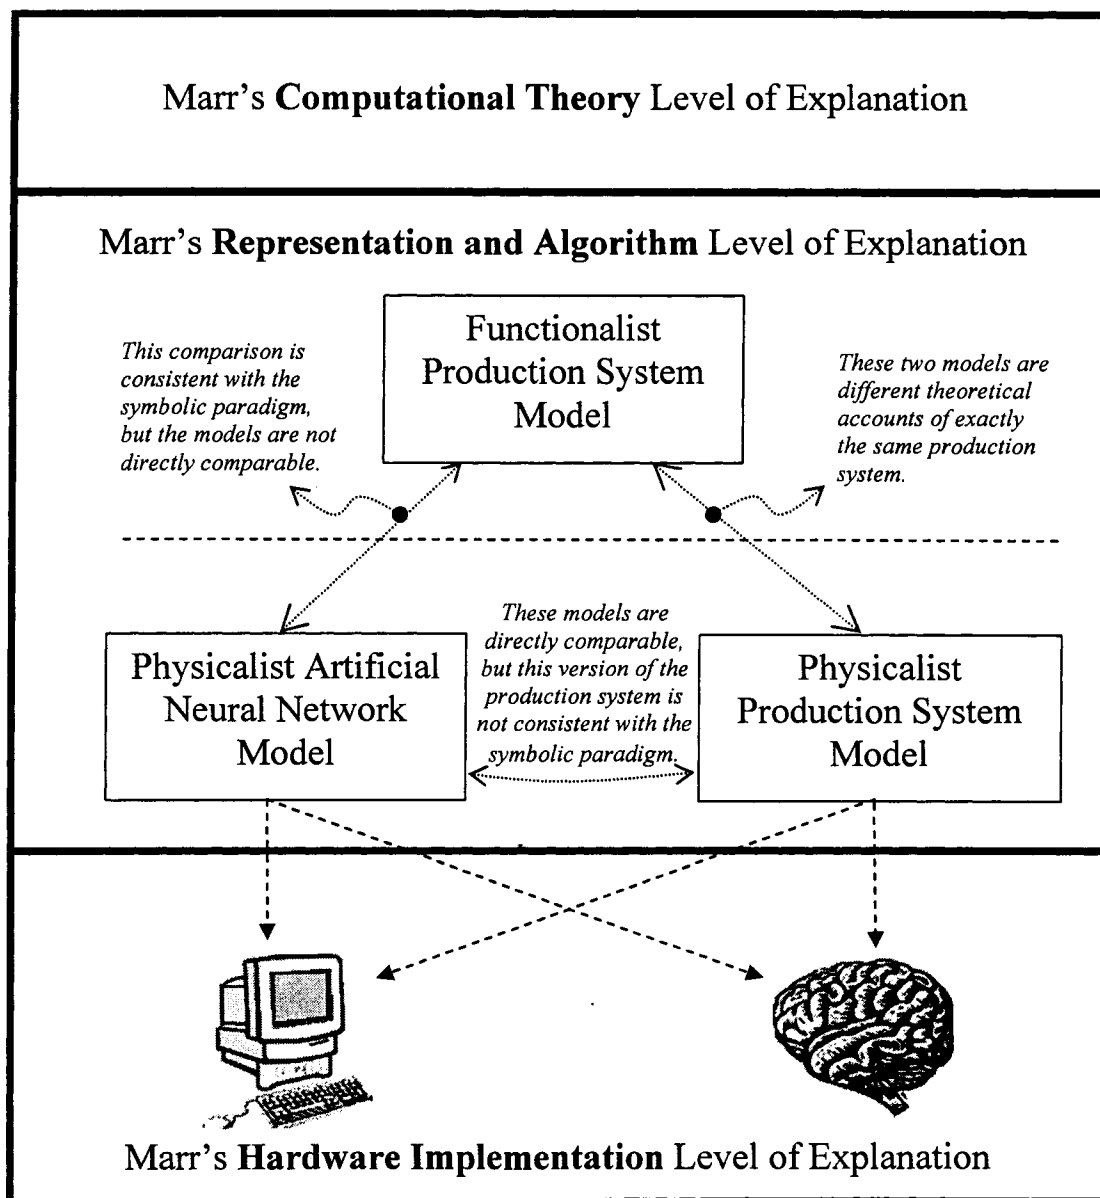 Marr's Computational Theory Level of Explanation
Marr's Representation and Algorithm Level of Explanation
Functionalist
Production System
Model
This comparison is
consistent with the
symbolic paradigm,
but the models are not
directly comparable.
These two models are
different theoretical
accounts of exactly
the same production
system.
These models are
directly comparable,
but this version of the
production system is
not consistent with the
symbolic paradigm.
Physicalist Artificial
Neural Network
Model
Physicalist
Production System
Model
Marr's Hardware Implementation Level of Explanation